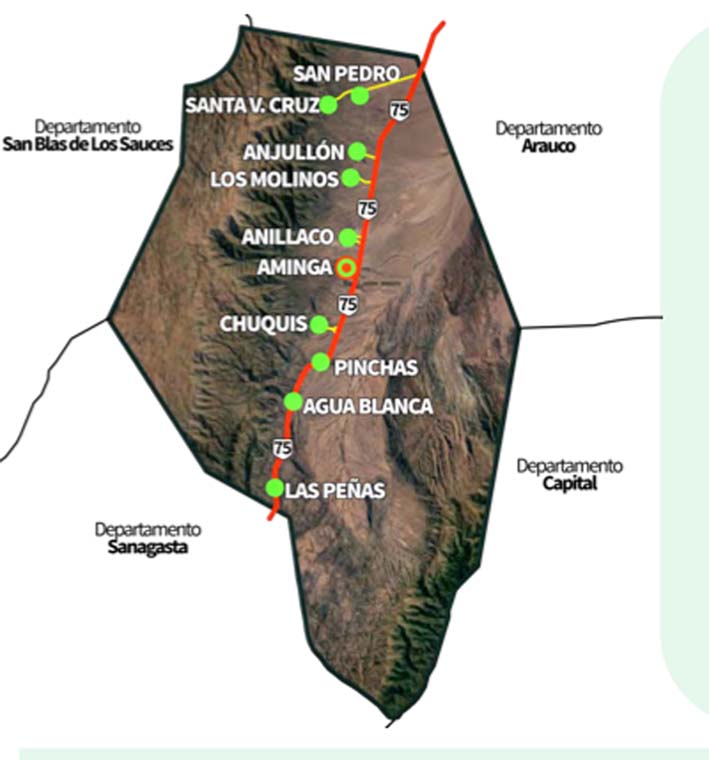 SAN PEDRO
SANTA V. CRUZ
75
Departamento
San Blas de Los Sauces
Departamento
Arauco
ANJULLÓN
LOS MOLINOS
75
ANILLACO
AMINGA
75
CHUQUIS
PINCHAS
AGUA BLANCA
75
Departamento
Capital
LAS PEÑAS
Departamento
Sanagasta